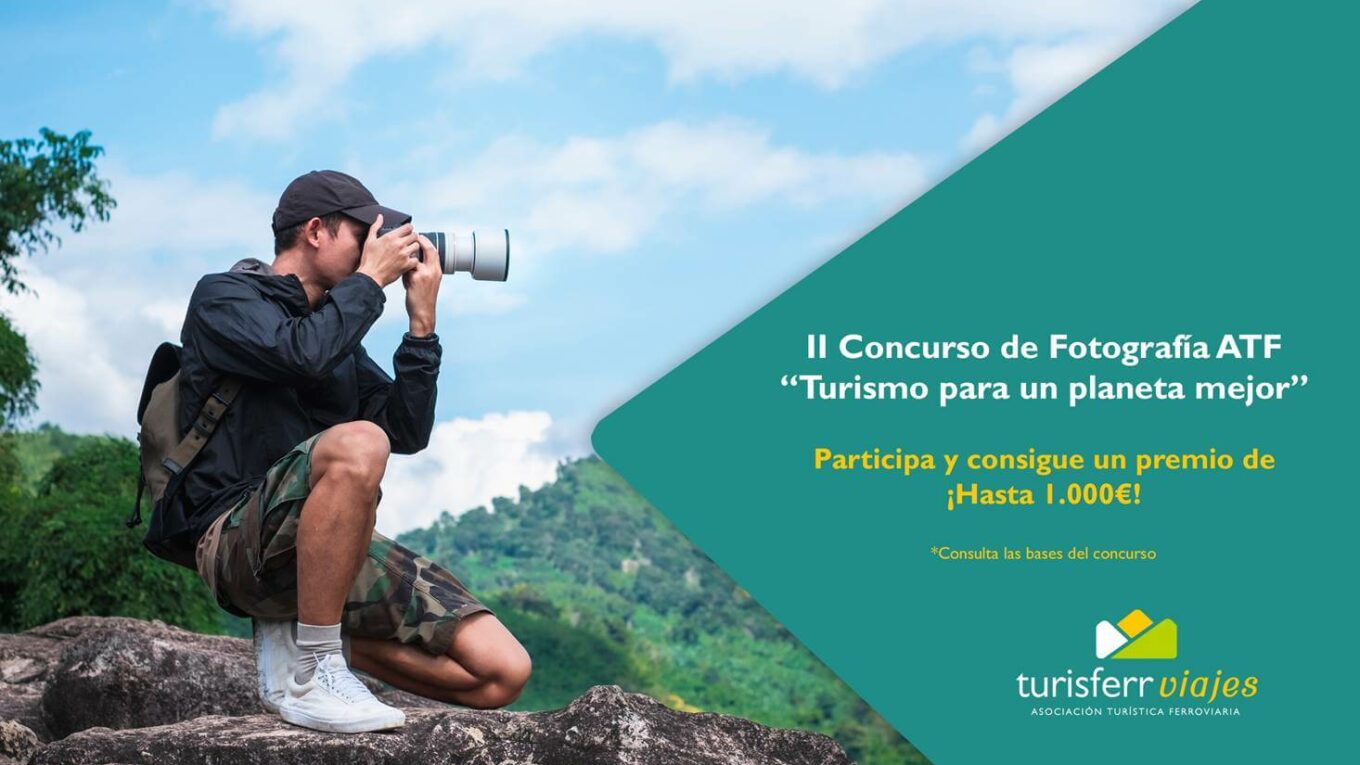 II Concurso de Fotografía ATF
“Turismo para un planeta mejor”
Participa y consigue un premio de
¡Hasta 1.000€!
*Consulta las bases del concurso
turisferr viajes
ASOCIACIÓN TURÍSTICA FERROVIARIA